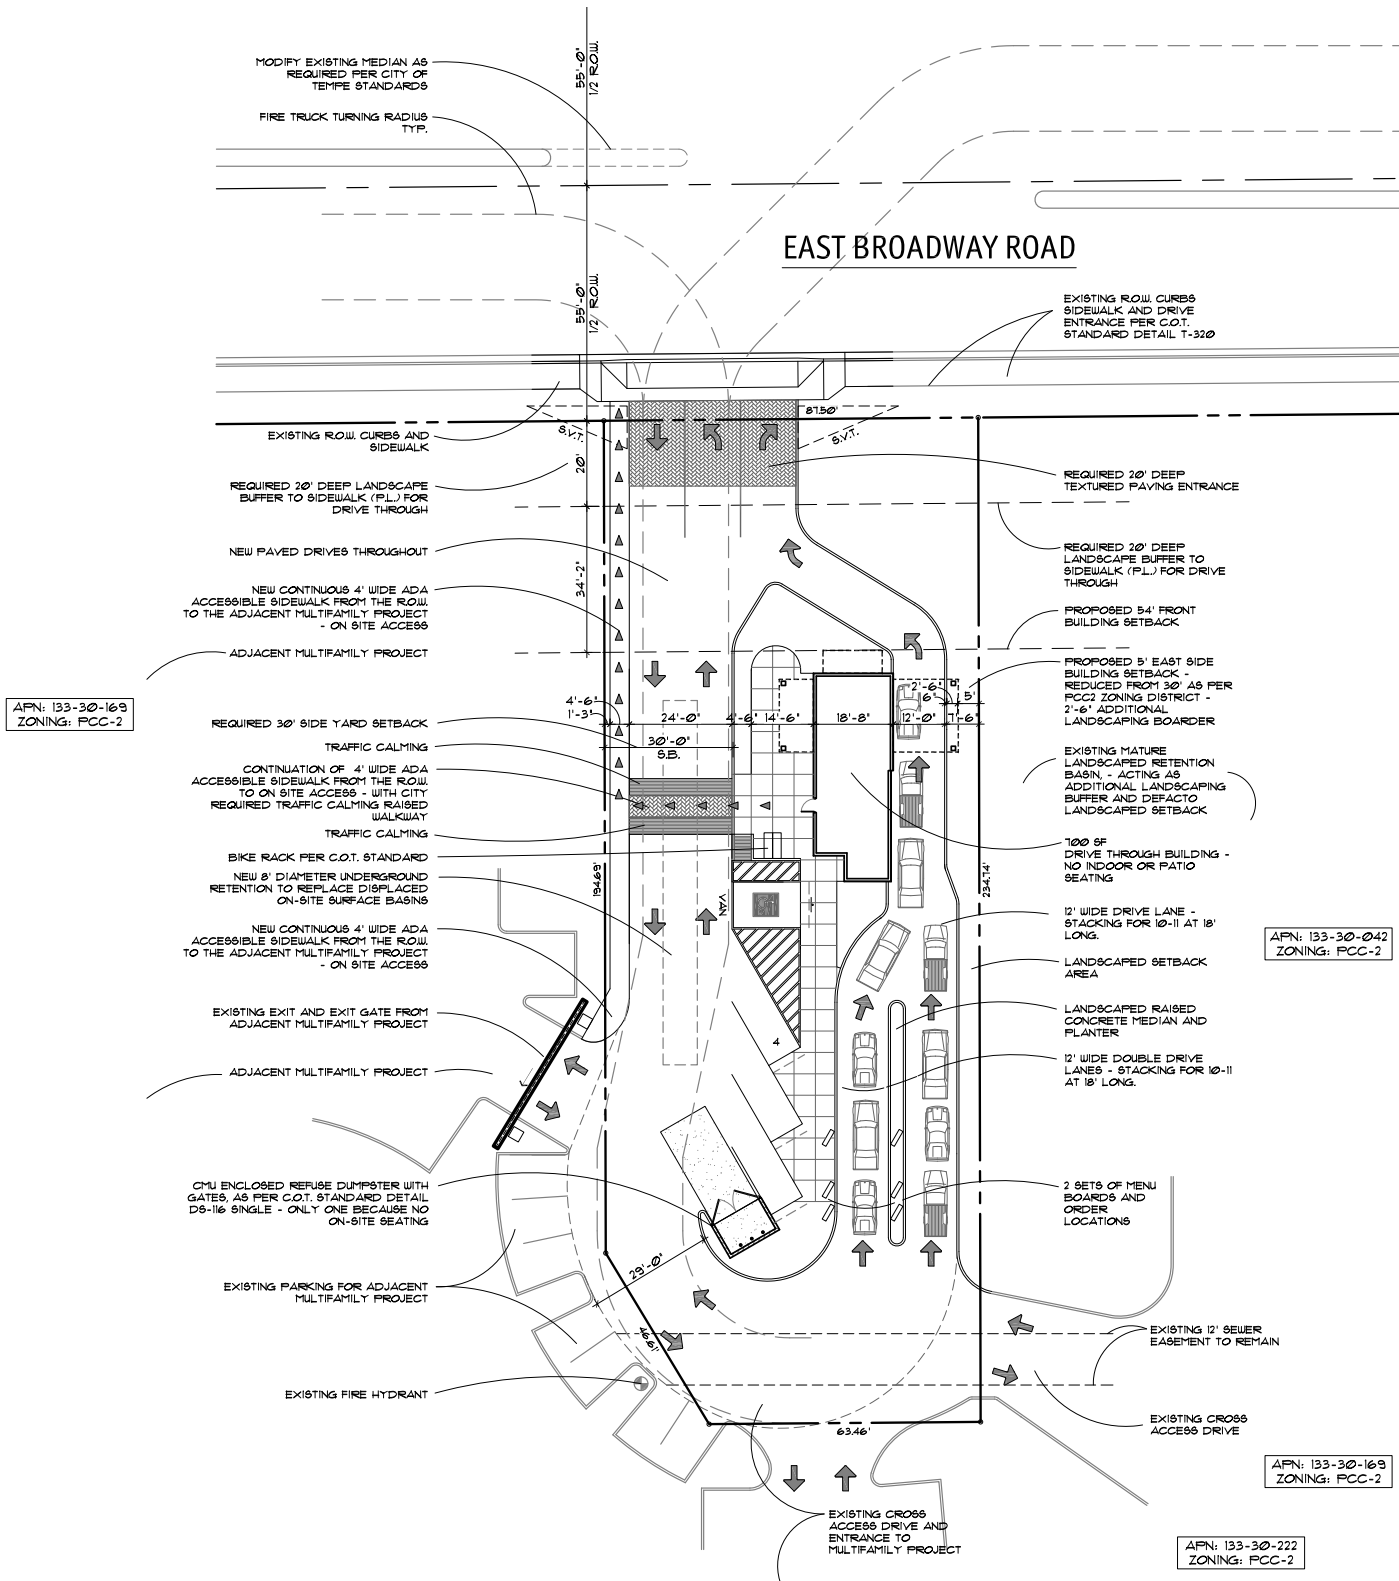 MODIFY EXISTING MEDIAN AS
REQUIRED PER CITY OF
TEMPE STANDARDS
FIRE TRUCK TURNING RADIUS
TYP.
55'-0"
1/2 R.O.W.
55'-0"
1/2 R.O.W.
EAST BROADWAY ROAD
EXISTING R.O.W. CURBS
SIDEWALK AND DRIVE
ENTRANCE PER C.O.T.
STANDARD DETAIL T-320
EXISTING R.O.W. CURBS AND
SIDEWALK
S.V.T.
87.50'
S.V.T.
20'
REQUIRED 20' DEEP LANDSCAPE
BUFFER TO SIDEWALK (P.L.) FOR
DRIVE THROUGH
REQUIRED 20' DEEP
TEXTURED PAVING ENTRANCE
NEW PAVED DRIVES THROUGHOUT
34'-2"
REQUIRED 20' DEEP
LANDSCAPE BUFFER TO
SIDEWALK (P.L.) FOR DRIVE
THROUGH
NEW CONTINUOUS 4' WIDE ADA
ACCESSIBLE SIDEWALK FROM THE R.O.W.
TO THE ADJACENT MULTIFAMILY PROJECT
- ON SITE ACCESS
PROPOSED 54' FRONT
BUILDING SETBACK
ADJACENT MULTIFAMILY PROJECT
APN: 133-30-169
ZONING: PCC-2
PROPOSED 5' EAST SIDE
BUILDING SETBACK -
REDUCED FROM 30' AS PER
PCC2 ZONING DISTRICT -
2'-6" ADDITIONAL
LANDSCAPING BOARDER
4'-6"
1'-3"
24'-0"
4'-6"
14'-6"
18'-8"
12'-0"
7'-6"
2'-6"
6"
5'
30'-0"
S.B.
REQUIRED 30' SIDE YARD SETBACK
TRAFFIC CALMING
CONTINUATION OF 4' WIDE ADA
ACCESSIBLE SIDEWALK FROM THE R.O.W.
TO ON SITE ACCESS - WITH CITY
REQUIRED TRAFFIC CALMING RAISED
WALKWAY
TRAFFIC CALMING
EXISTING MATURE
LANDSCAPED RETENTION
BASIN, - ACTING AS
ADDITIONAL LANDSCAPING
BUFFER AND DEFACTO
LANDSCAPED SETBACK
BIKE RACK PER C.O.T. STANDARD
700 SF
DRIVE THROUGH BUILDING -
NO INDOOR OR PATIO
SEATING
NEW 8' DIAMETER UNDERGROUND
RETENTION TO REPLACE DISPLACED
ON-SITE SURFACE BASINS
194.69'
VAN
234.74'
12' WIDE DRIVE LANE -
STACKING FOR 10-11 AT 18'
LONG.
NEW CONTINUOUS 4' WIDE ADA
ACCESSIBLE SIDEWALK FROM THE R.O.W.
TO THE ADJACENT MULTIFAMILY PROJECT
- ON SITE ACCESS
APN: 133-30-042
ZONING: PCC-2
LANDSCAPED SETBACK
AREA
EXISTING EXIT AND EXIT GATE FROM
ADJACENT MULTIFAMILY PROJECT
LANDSCAPED RAISED
CONCRETE MEDIAN AND
PLANTER
4
12' WIDE DOUBLE DRIVE
LANES - STACKING FOR 10-11
AT 18' LONG.
ADJACENT MULTIFAMILY PROJECT
CMU ENCLOSED REFUSE DUMPSTER WITH
GATES, AS PER C.O.T. STANDARD DETAIL
DS-116 SINGLE - ONLY ONE BECAUSE NO
ON-SITE SEATING
2 SETS OF MENU
BOARDS AND
ORDER
LOCATIONS
29'-0"
EXISTING PARKING FOR ADJACENT
MULTIFAMILY PROJECT
46.61'
EXISTING 12' SEWER
EASEMENT TO REMAIN
EXISTING FIRE HYDRANT
63.46'
EXISTING CROSS
ACCESS DRIVE
APN: 133-30-169
ZONING: PCC-2
EXISTING CROSS
ACCESS DRIVE AND
ENTRANCE TO
MULTIFAMILY PROJECT
APN: 133-30-222
ZONING: PCC-2